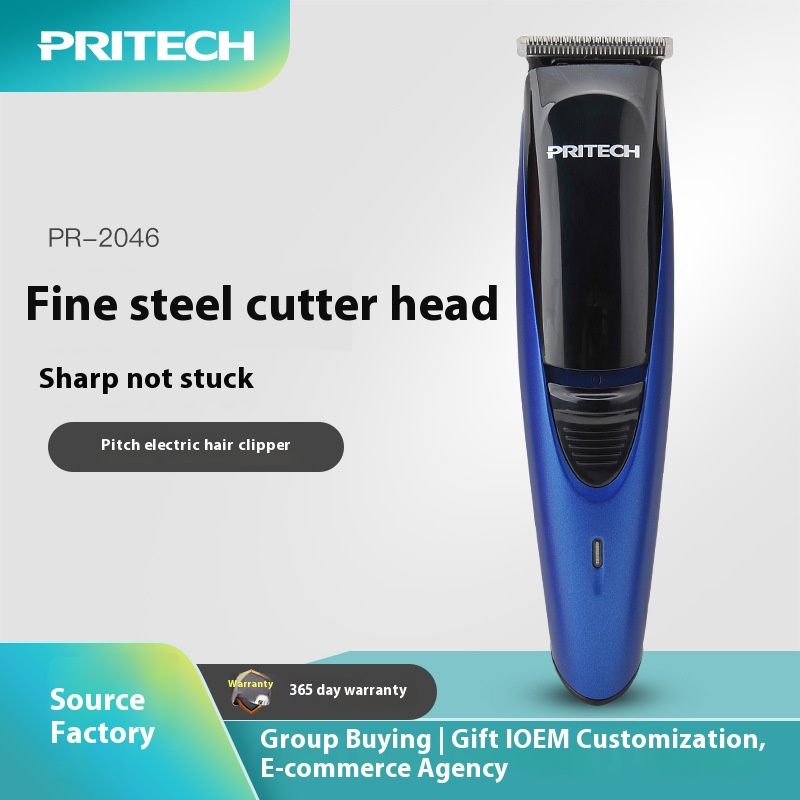 PRITECH
PRITECH
PR-2046
Fine steel cutter head
Sharp not stuck
Pitch electric hair clipper
Warranty
365 day warranty
Source
Factory
Group Buying | Gift IOEM Customization,
E-commerce Agency